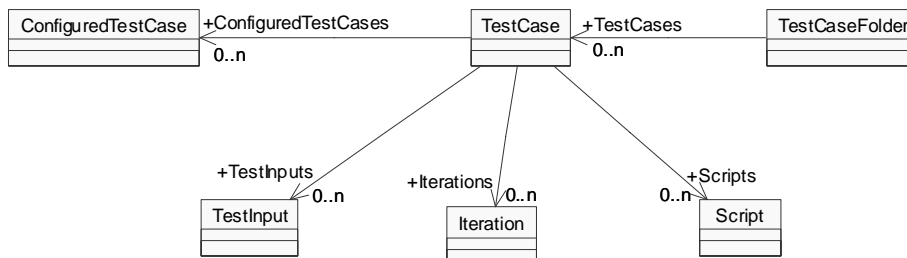 ConfiguredTestCase
+ConfiguredTestCases
0..n
TestCase
+TestCases
0..n
TestCaseFolder
+TestInputs
0..n
+Iterations
0..n
+Scripts
0..n
TestInput
Iteration
Script